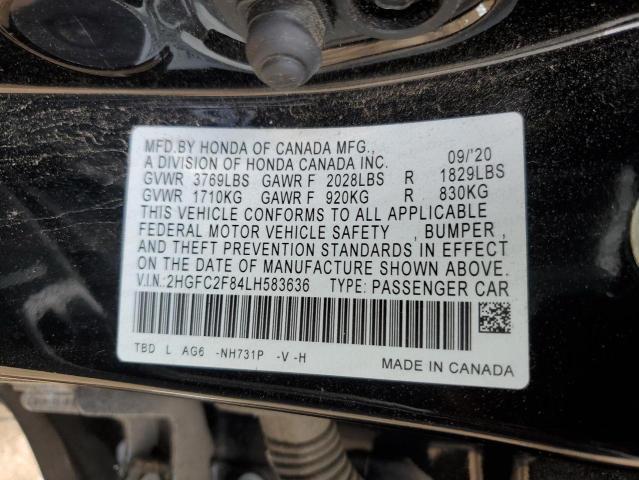 MFD.BY HONDA OF CANADA MFG.,
A DIVISION OF HONDA CANADA INC. 09/'20
GVWR 3769LBS GAWR F 2028LBS R 1829LBS
GVWR 1710KG GAWR F 920KG R 830KG
THIS VEHICLE CONFORMS TO ALL APPLICABLE
FEDERAL MOTOR VEHICLE SAFETY , BUMPER,
AND THEFT PREVENTION STANDARDS IN EFFECT
ON THE DATE OF MANUFACTURE SHOWN ABOVE.
V.I.N.: 2HGFC2F84LH583636 TYPE: PASSENGER CAR
TBD L AG6 -NH731P -V -H
MADE IN CANADA